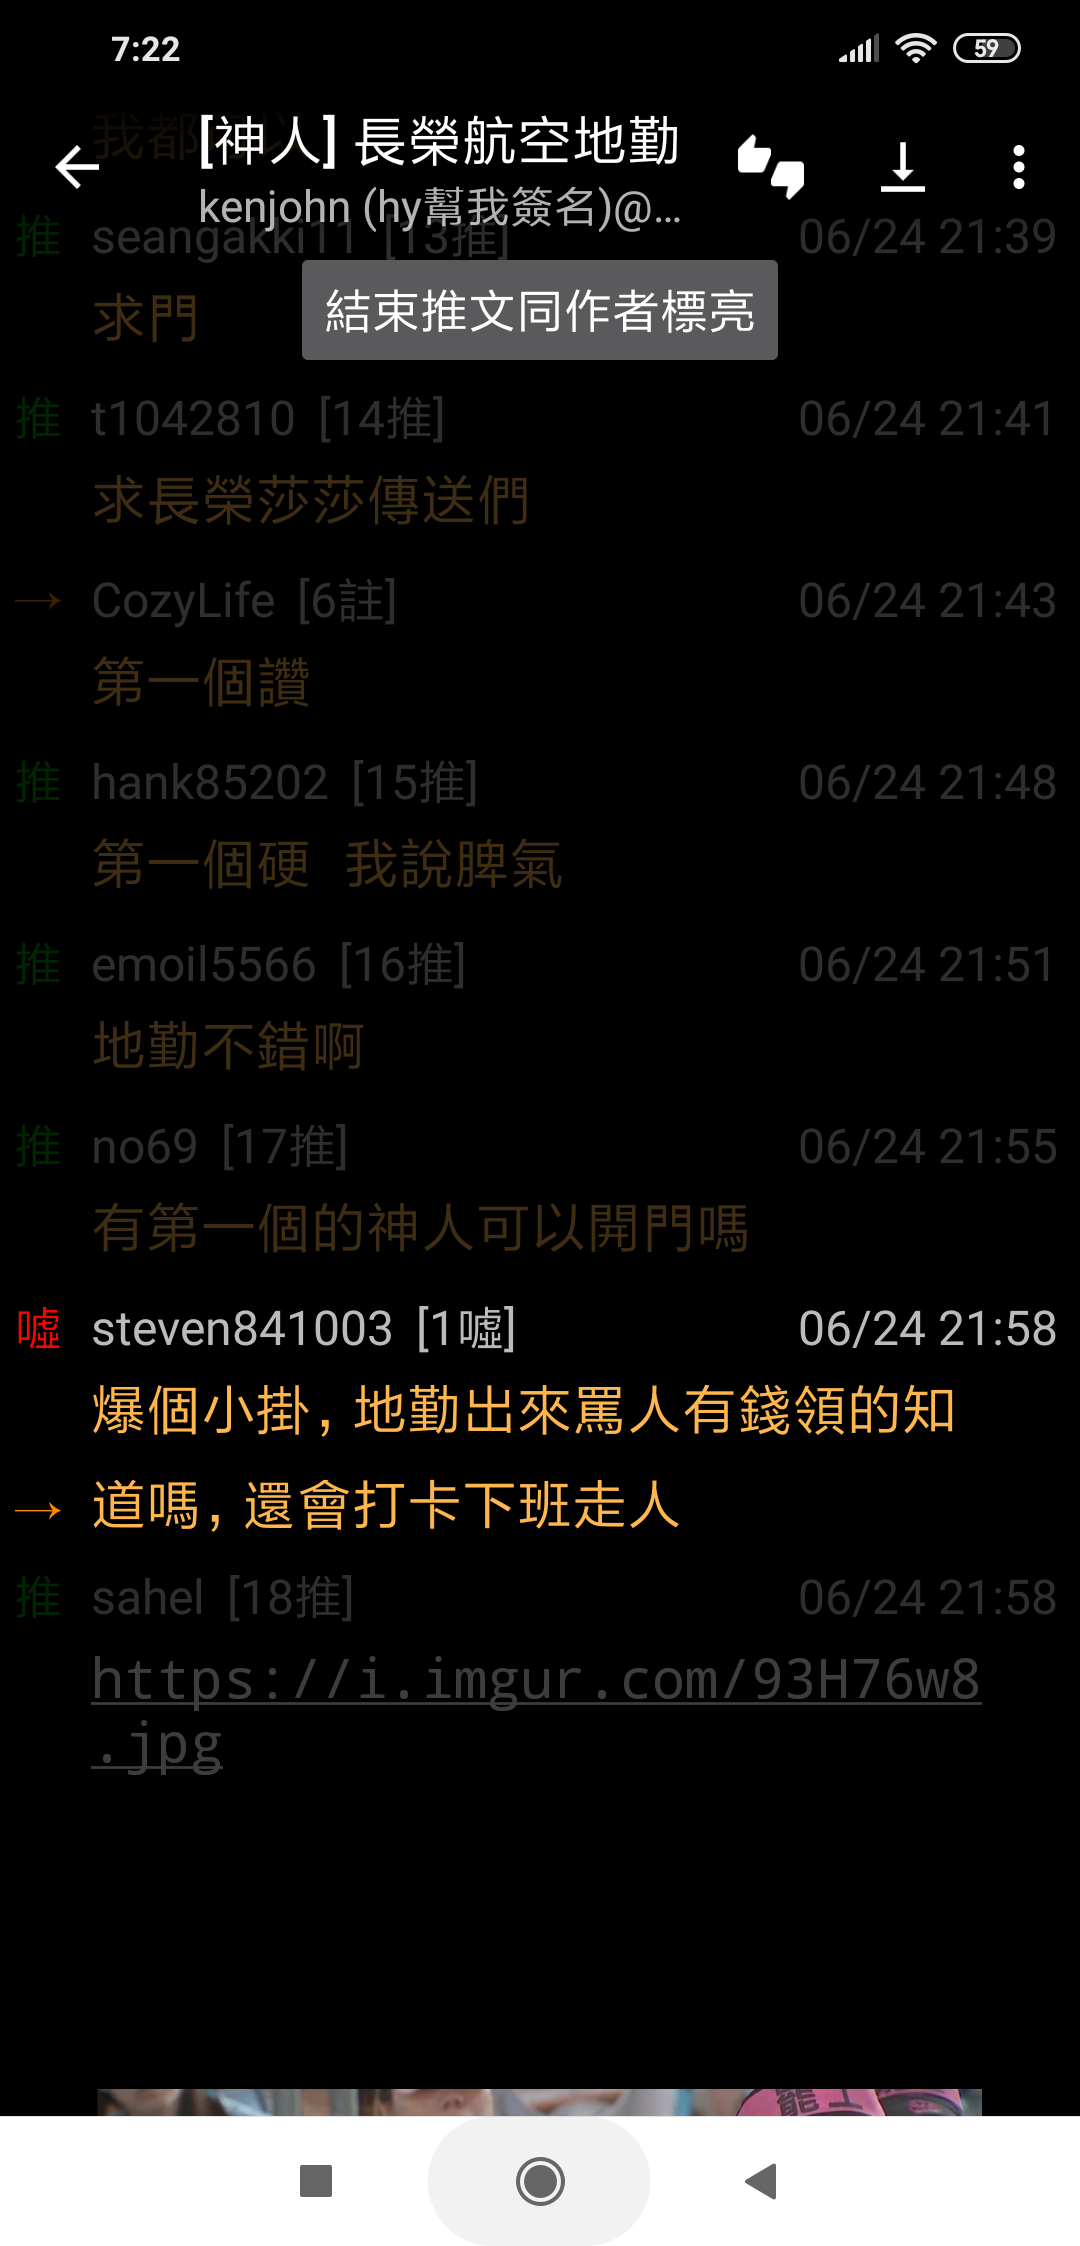 7:22
59
我都可以
[神人] 長榮航空地勤
kenjohn (hy幫我簽名)@...
推 seangakki11 [13推] 06/24 21:39
求門
結束推文同作者標亮
推 t1042810 [14推] 06/24 21:41
求長榮莎莎傳送們
→ CozyLife [6註] 06/24 21:43
第一個讚
推 hank85202 [15推] 06/24 21:48
第一個硬 我說脾氣
推 emoil5566 [16推] 06/24 21:51
地勤不錯啊
推 no69 [17推] 06/24 21:55
有第一個的神人可以開門嗎
噓 steven841003 [1噓] 06/24 21:58
爆個小掛，地勤出來罵人有錢領的知
→ 道嗎，還會打卡下班走人
推 sahel [18推] 06/24 21:58
https://i.imgur.com/93H76w8
.jpg